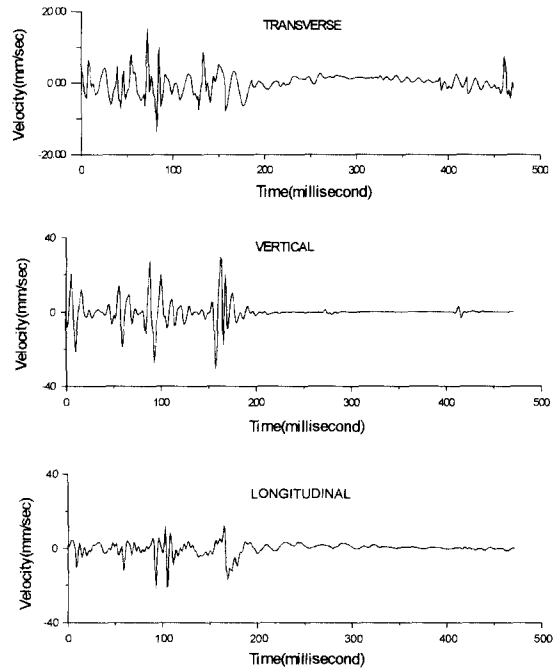 TRANSVERSE
20.00
0.00
-20.00
Velocity(mm/sec)
0 100 200 300 400 500
Time(millisecond)
VERTICAL
40
0
-40
Velocity(mm/sec)
0 100 200 300 400 500
Time(millisecond)
LONGITUDINAL
40
0
-40
Velocity(mm/sec)
0 100 200 300 400 500
Time(millisecond)